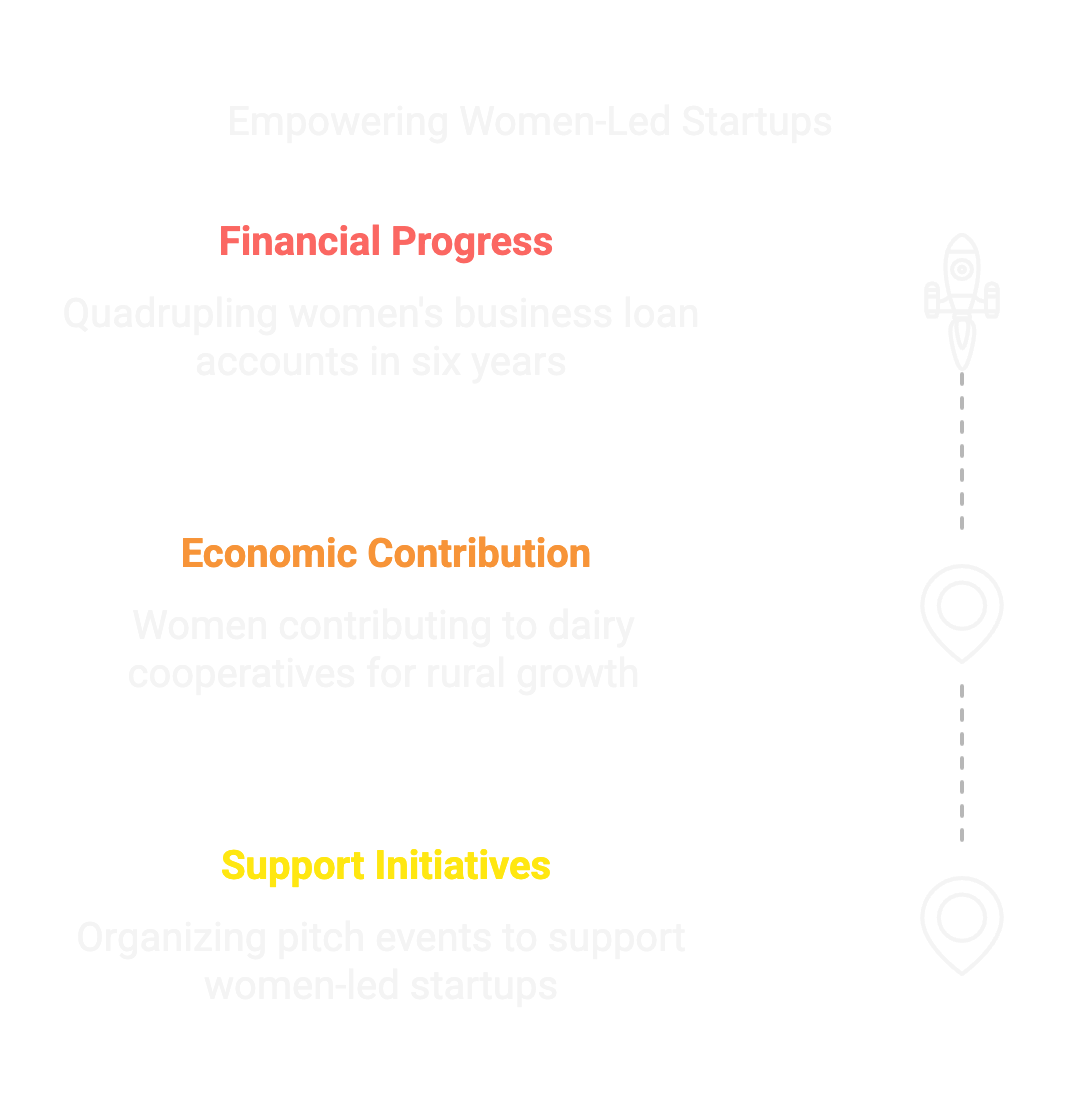 Empowering Women-Led Startups
Financial Progress
Quadrupling women's business loan
accounts in six years
Economic Contribution
Women contributing to dairy
cooperatives for rural growth
Support Initiatives
Organizing pitch events to support
women-led startups